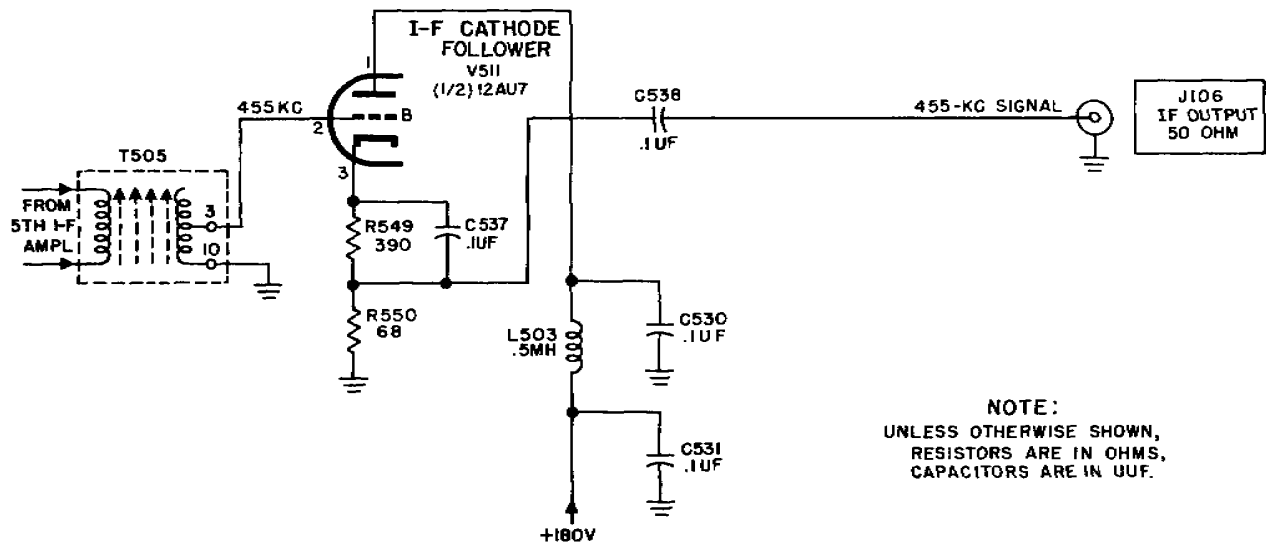 I-F CATHODE
FOLLOWER
V511
(1/2) 12AU7
1
455KC
2
B
3
T505
FROM
5TH I-F
AMPL
3
10
R549
390
C537
.1UF
R550
68
C538
.1UF
455-KC SIGNAL
J106
IF OUTPUT
50 OHM
L503
.5MH
C530
.1UF
C531
.1UF
+180V
NOTE:
UNLESS OTHERWISE SHOWN,
RESISTORS ARE IN OHMS,
CAPACITORS ARE IN UUF.